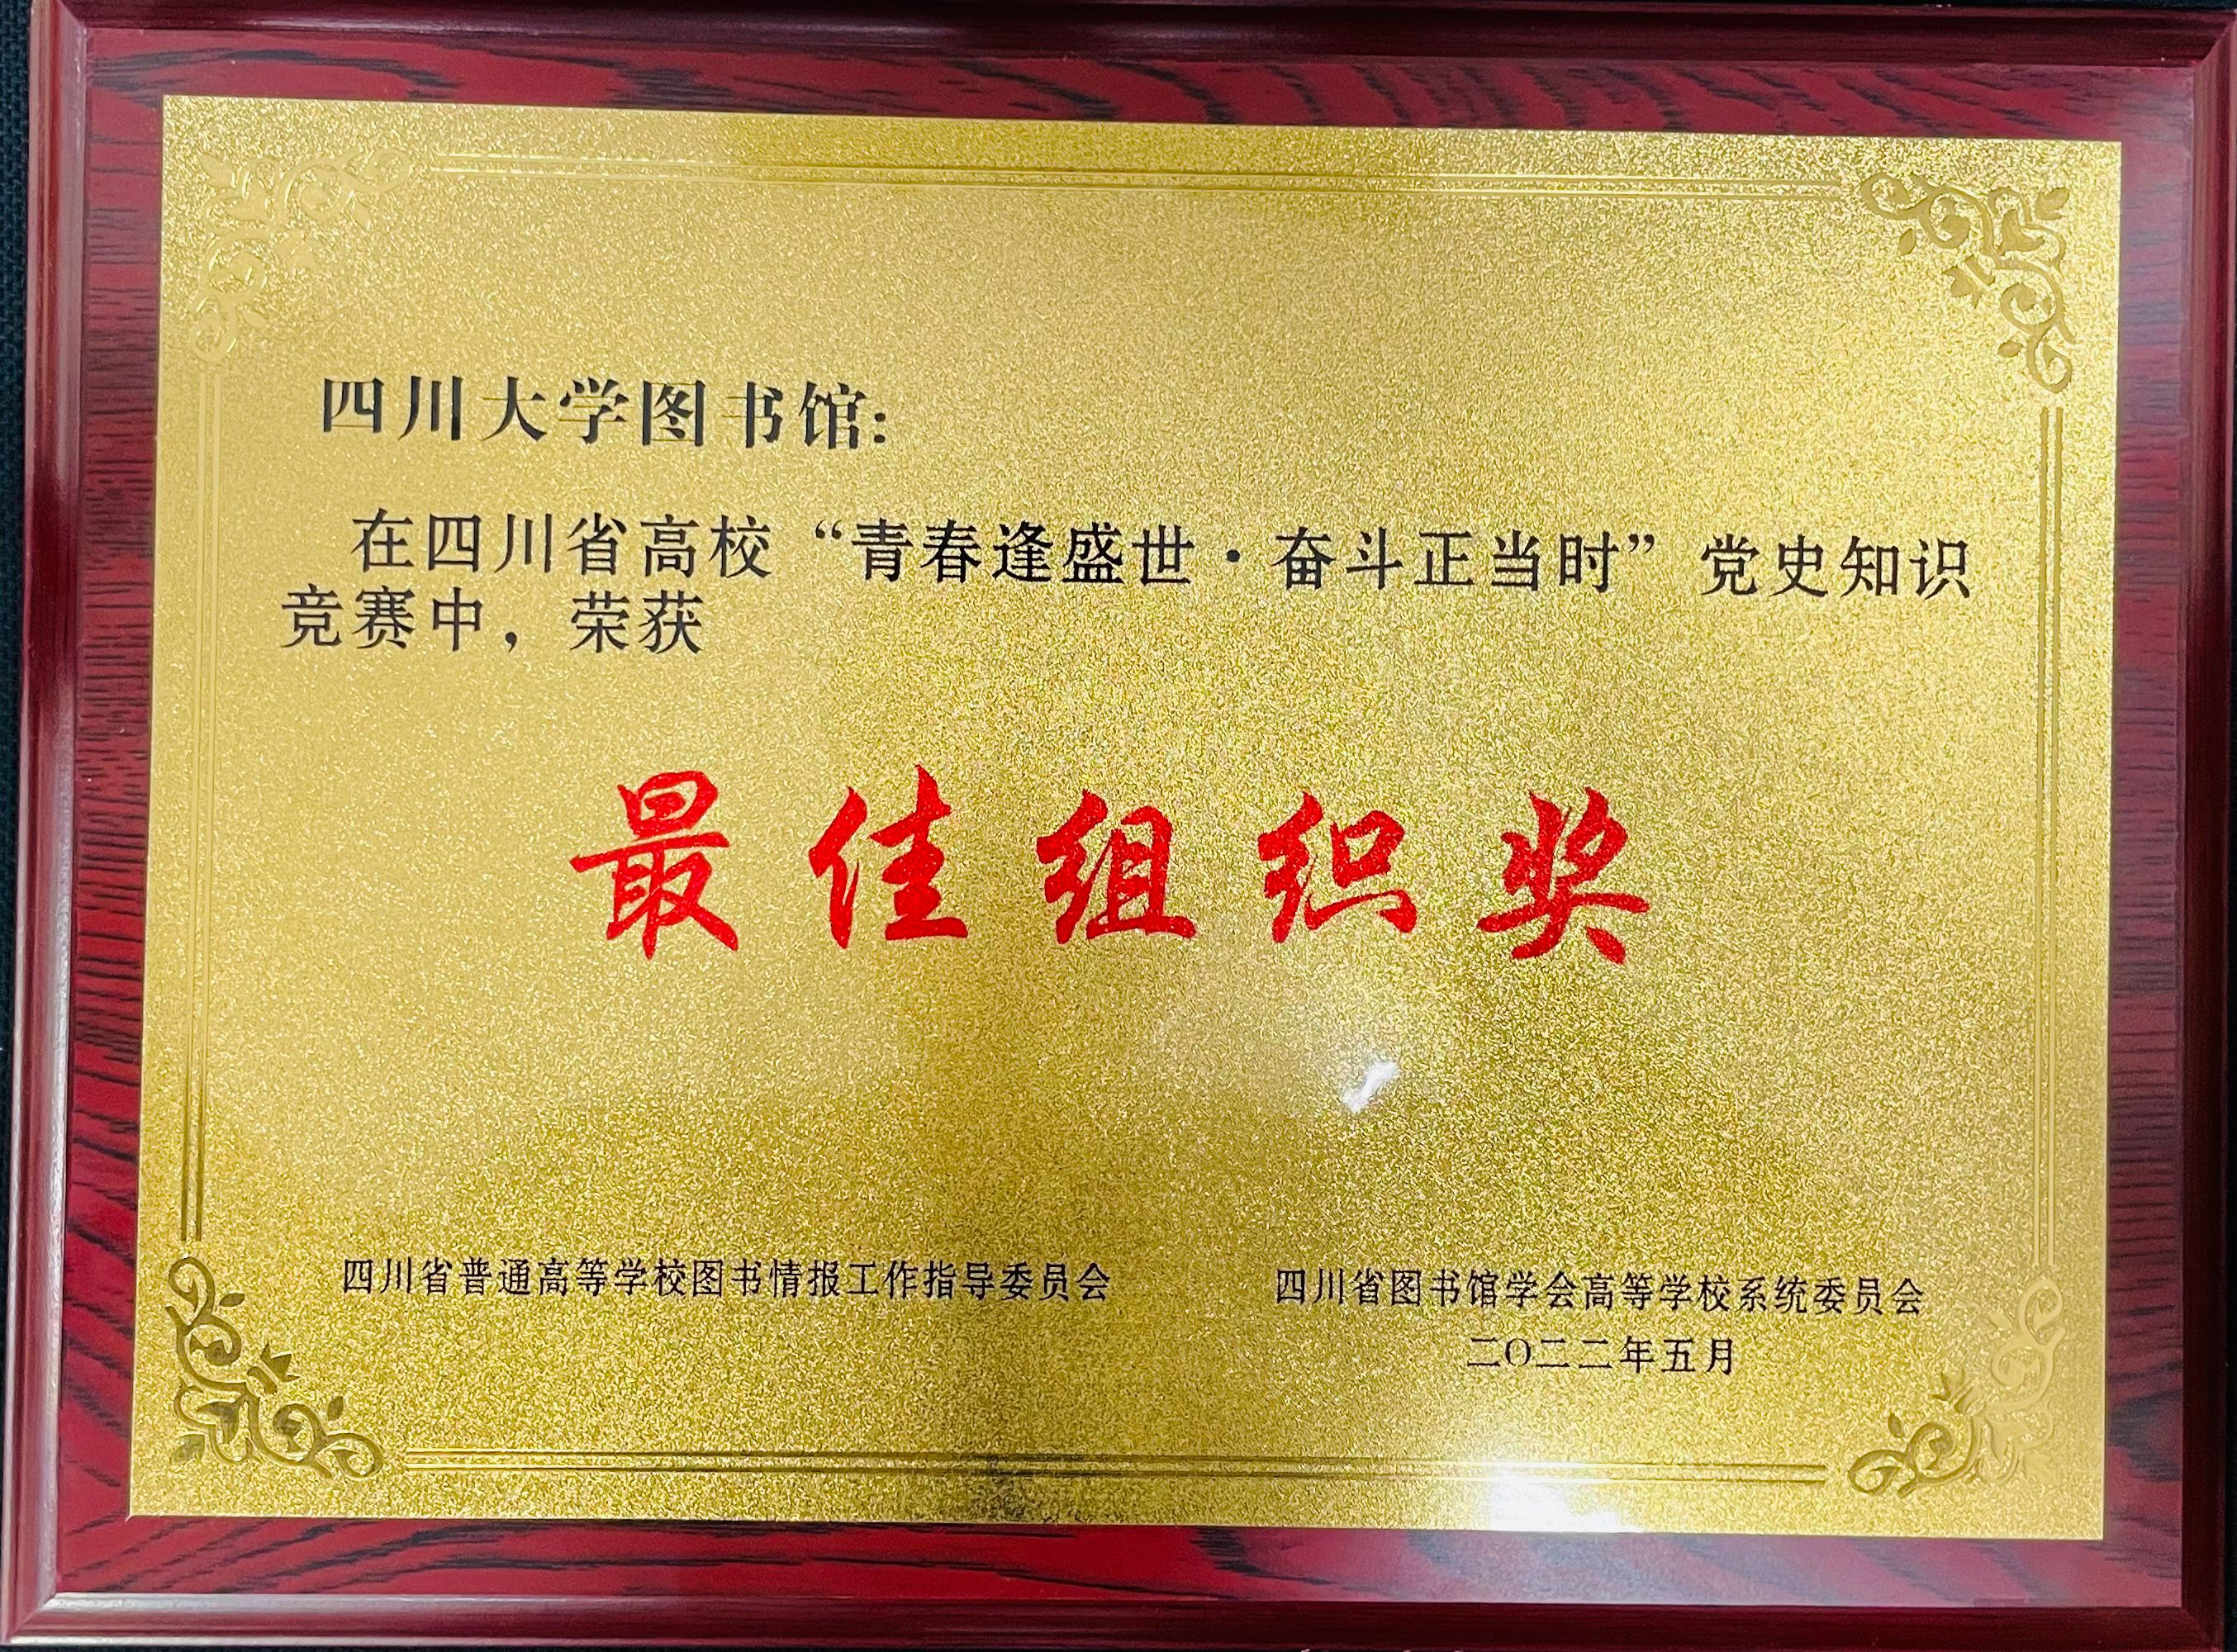 四川大学图书馆：
在四川省高校“青春逢盛世·奋斗正当时”党史知识
竞赛中，荣获
最佳组织奖
四川省普通高等学校图书情报工作指导委员会
四川省图书馆学会高等学校系统委员会
二〇二二年五月